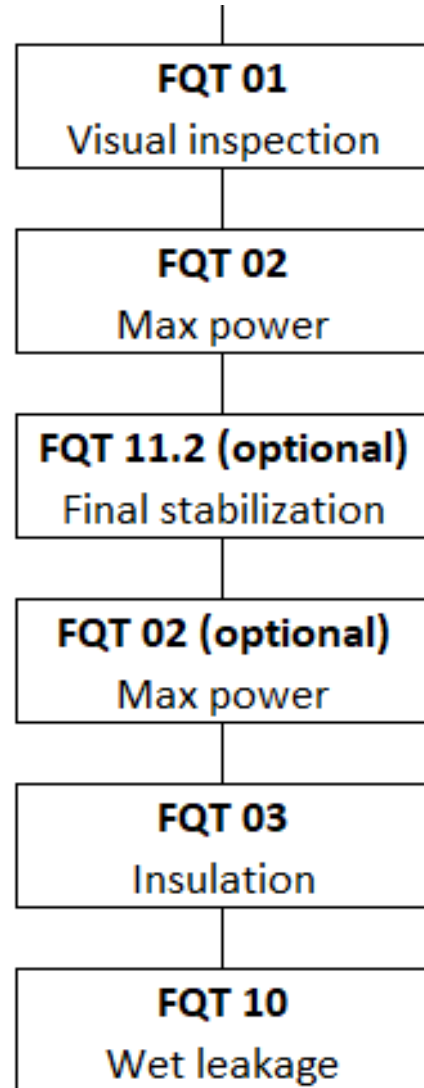 FQT 01
Visual inspection
FQT 02
Max power
FQT 11.2 (optional)
Final stabilization
FQT 02 (optional)
Max power
FQT 03
Insulation
FQT 10
Wet leakage